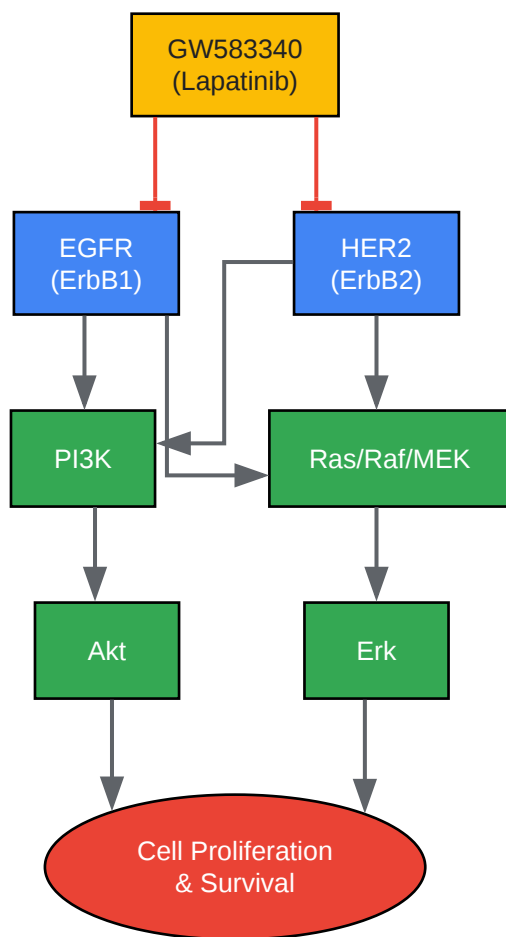 GW583340
(Lapatinib)
EGFR
(ErbB1)
HER2
(ErbB2)
PI3K
Ras/Raf/MEK
Akt
Erk
Cell Proliferation
& Survival